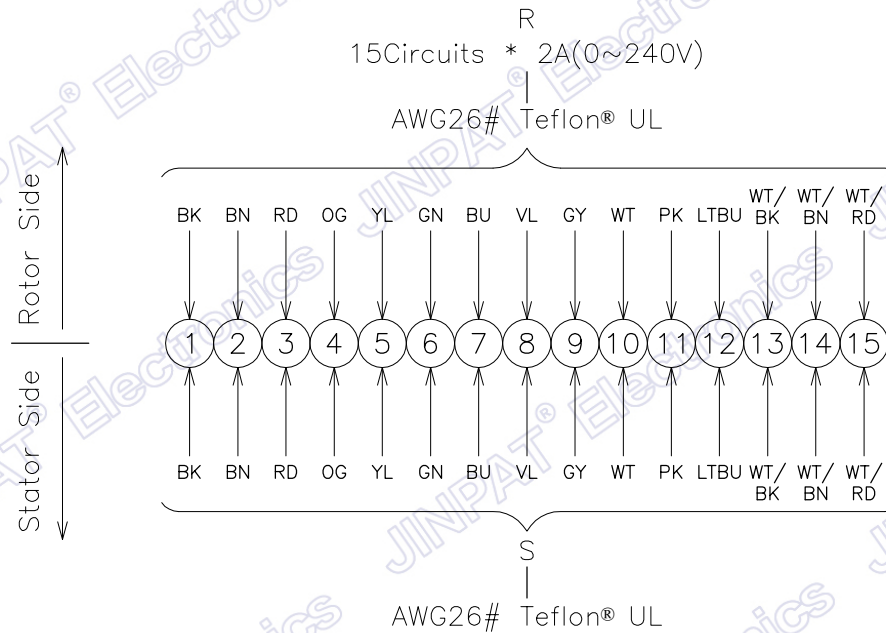 R
15Circuits * 2A(0~240V)
AWG26# Teflon® UL
Rotor Side
BK BN RD OG YL GN BU VL GY WT PK LTBU WT/BK WT/BN WT/RD
1 2 3 4 5 6 7 8 9 10 11 12 13 14 15
Stator Side
BK BN RD OG YL GN BU VL GY WT PK LTBU WT/BK WT/BN WT/RD
S
AWG26# Teflon® UL
JINPAT® Electronics